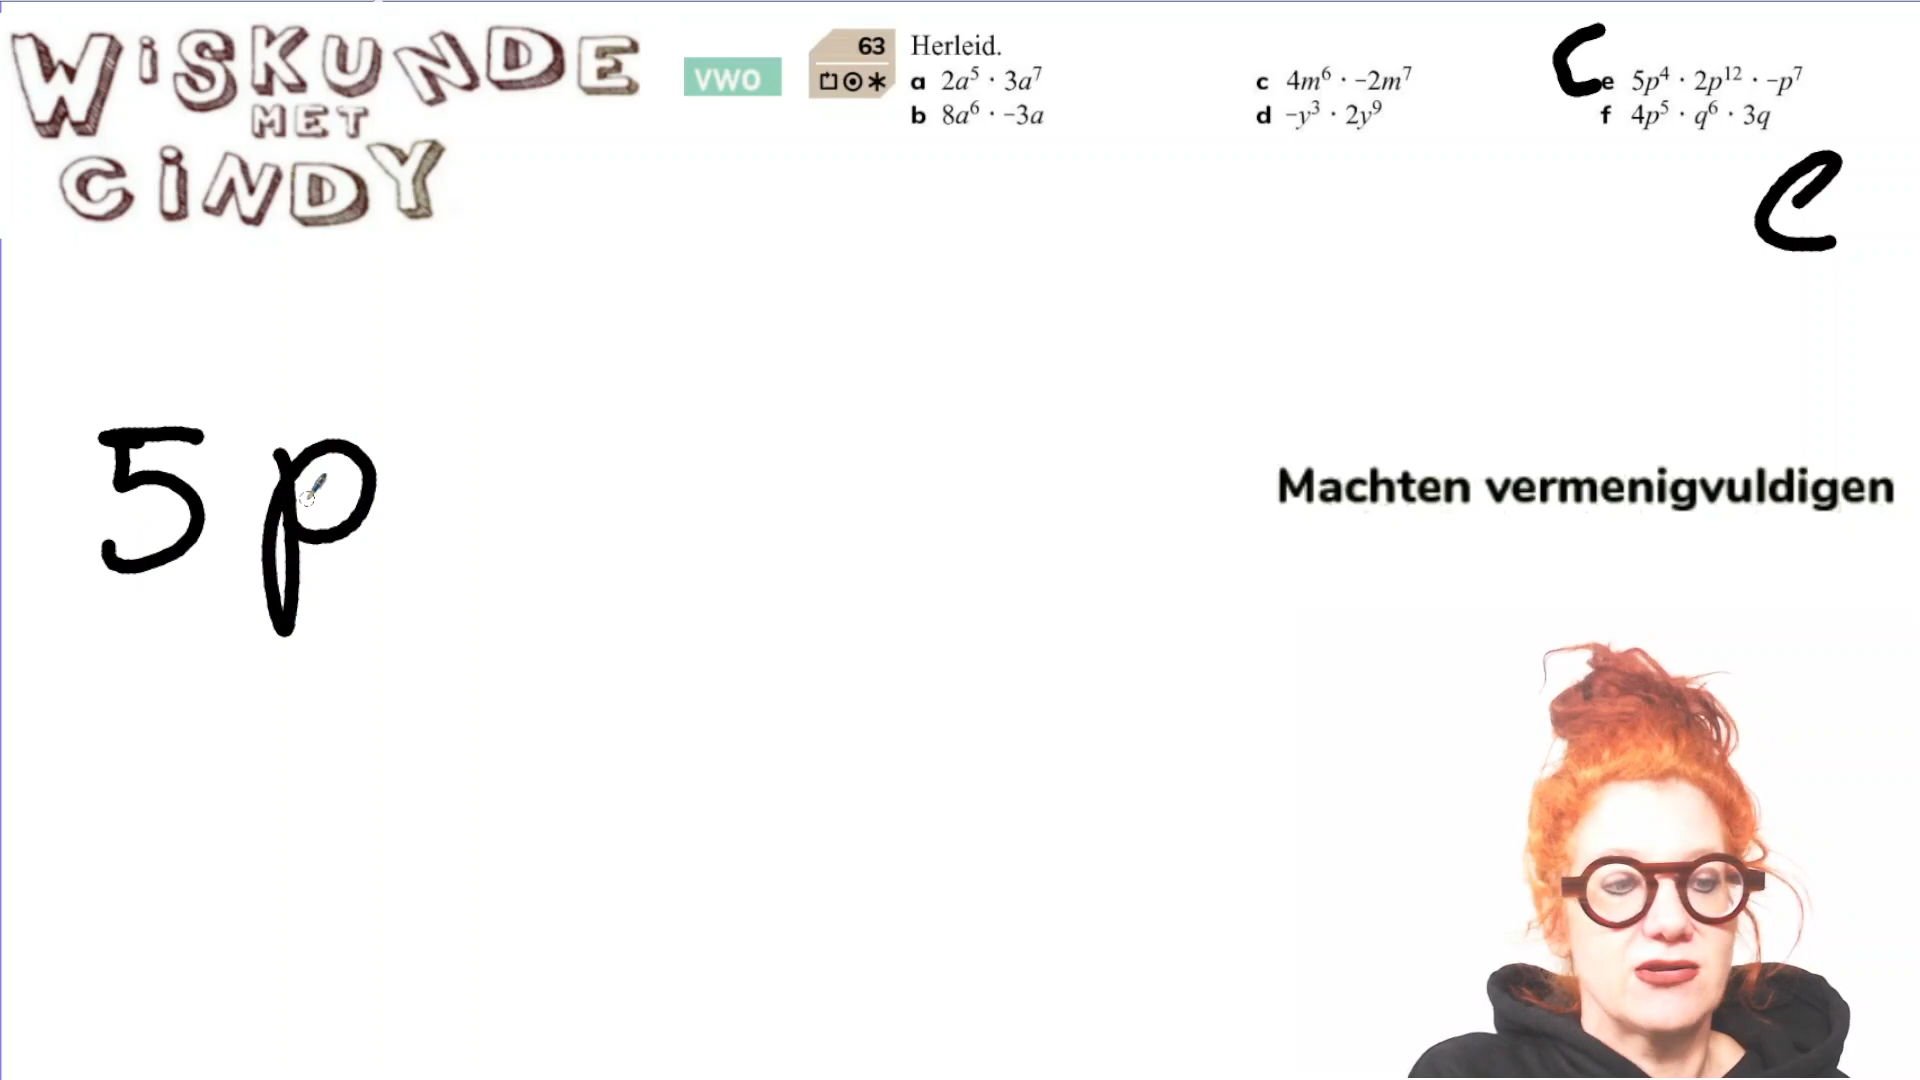 WiSKUNDE
MET
CiNDY
VWO
63 Herleid.
a 2a⁵ · 3a⁷
b 8a⁶ · –3a
c 4m⁶ · –2m⁷
d –y³ · 2y⁹
e 5p⁴ · 2p¹² · –p⁷
f 4p⁵ · q⁶ · 3q
e
5p
Machten vermenigvuldigen